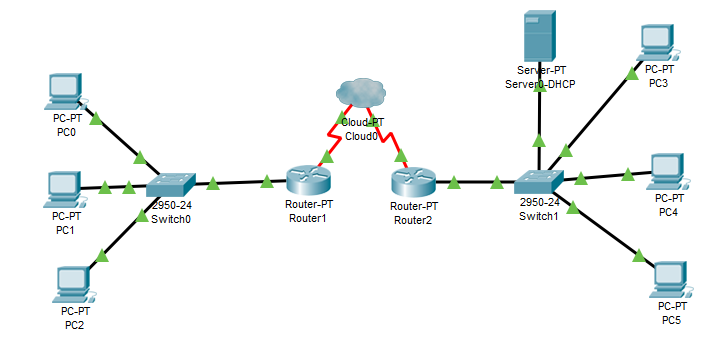 PC-PT
PC0
PC-PT
PC1
PC-PT
PC2
2950-24
Switch0
Router-PT
Router1
Cloud-PT
Cloud0
Router-PT
Router2
Server-PT
Server0-DHCP
2950-24
Switch1
PC-PT
PC3
PC-PT
PC4
PC-PT
PC5